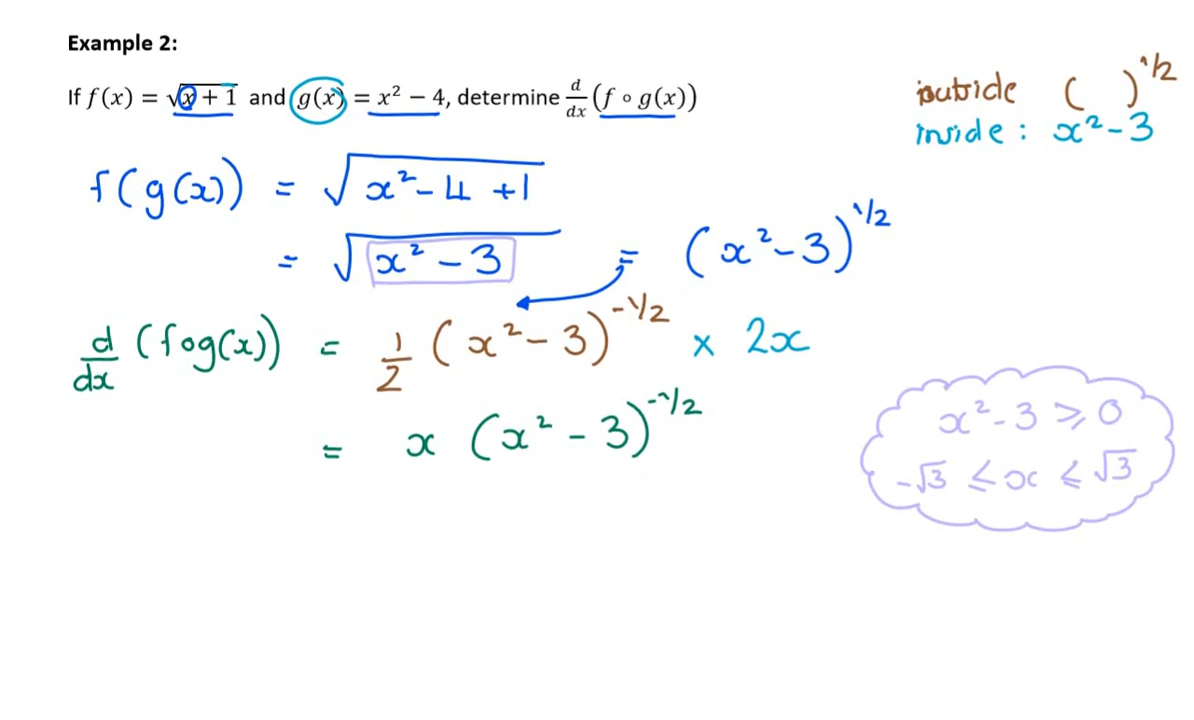 Example 2:
If f(x) = √x + 1 and g(x) = x² − 4, determine d/dx (f ∘ g(x))
outside ( )^1/2
inside : x² - 3
f(g(x)) = √x² - 4 + 1
= √x² - 3 = (x² - 3)^1/2
d/dx (fog(x)) = 1/2 (x² - 3)^-1/2 × 2x
= x (x² - 3)^-1/2
x² - 3 ⩾ 0
-√3 ⩽ x ⩽ √3